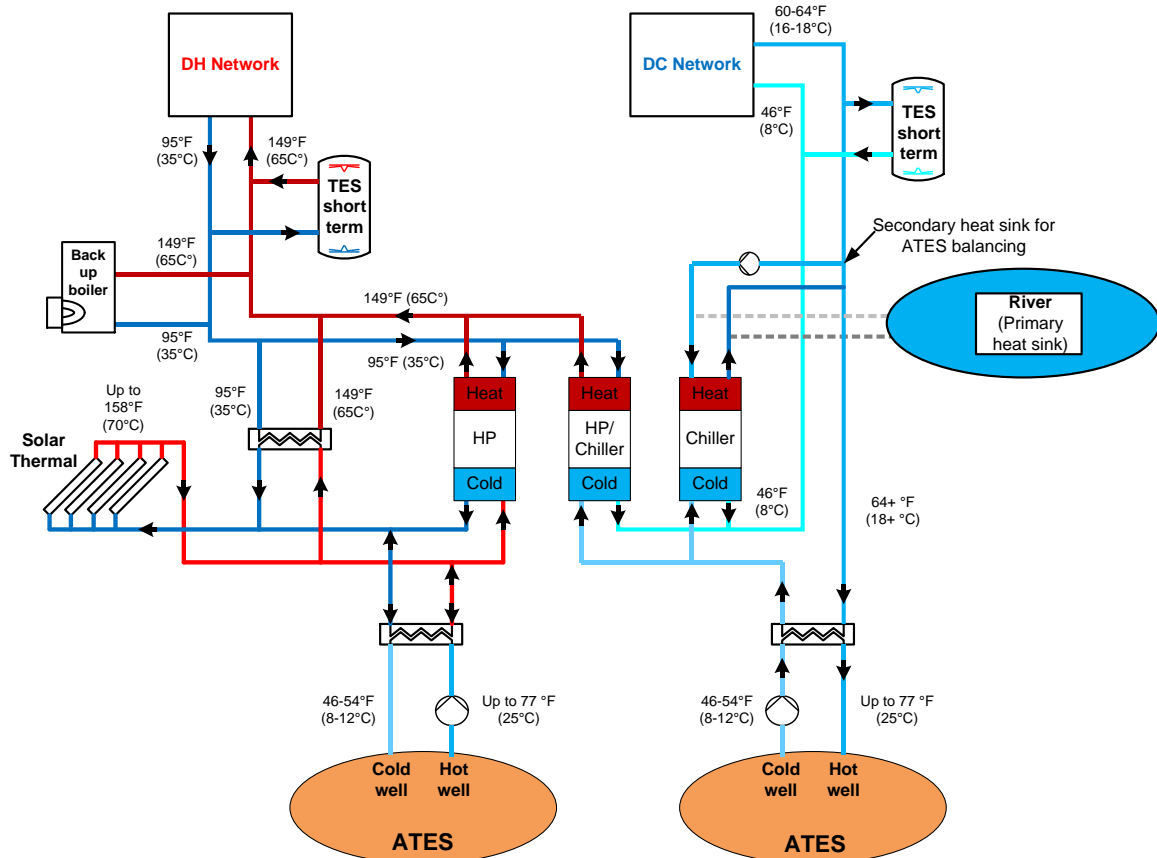 DH Network
DC Network
60-64°F
(16-18°C)
46°F
(8°C)
TES
short
term
95°F
(35°C)
149°F
(65C°)
TES
short
term
Secondary heat sink for
ATES balancing
Back
up
boiler
149°F
(65C°)
95°F
(35°C)
149°F (65C°)
95°F (35°C)
River
(Primary
heat sink)
Up to
158°F
(70°C)
Solar
Thermal
95°F
(35°C)
149°F
(65C°)
Heat
HP
Cold
Heat
HP/
Chiller
Cold
Heat
Chiller
Cold
46°F
(8°C)
64+ °F
(18+ °C)
46-54°F
(8-12°C)
Up to 77 °F
(25°C)
46-54°F
(8-12°C)
Up to 77 °F
(25°C)
Cold
well
Hot
well
ATES
Cold
well
Hot
well
ATES